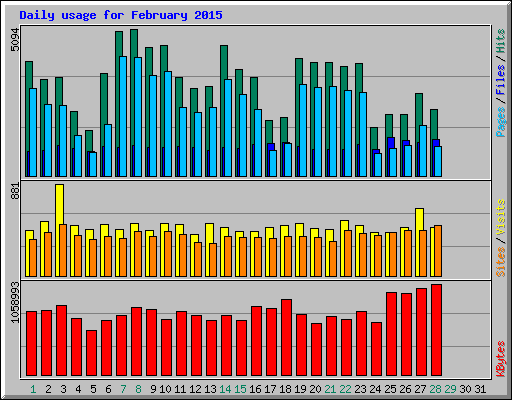 Daily usage for February 2015
5094
Pages / Files / Hits
881
Sites / Visits
1058993
KBytes
1 2 3 4 5 6 7 8 9 10 11 12 13 14 15 16 17 18 19 20 21 22 23 24 25 26 27 28 29 30 31